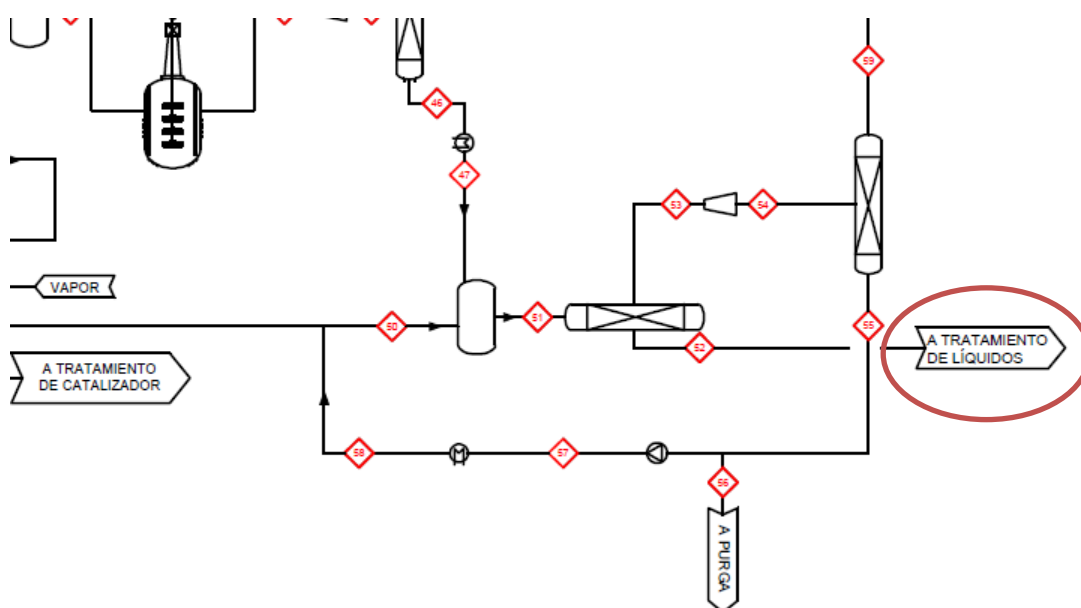 59
46
47
53
54
VAPOR
50
51
55
52
A TRATAMIENTO
DE LÍQUIDOS
A TRATAMIENTO
DE CATALIZADOR
58
57
56
A PURGA